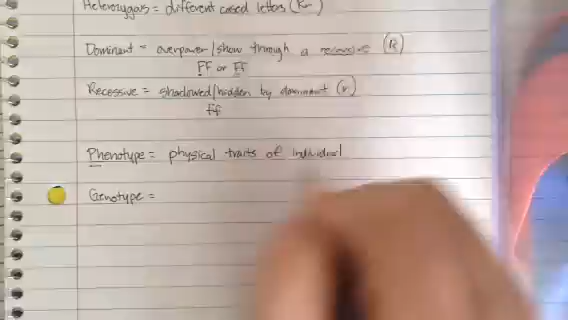 Heterozygous = different cased letters (Rr)
Dominant = overpower/show through a recessive (R)
FF or Ff
Recessive = shadowed/hidden by dominant (r)
ff
Phenotype = physical traits of individual
Genotype =